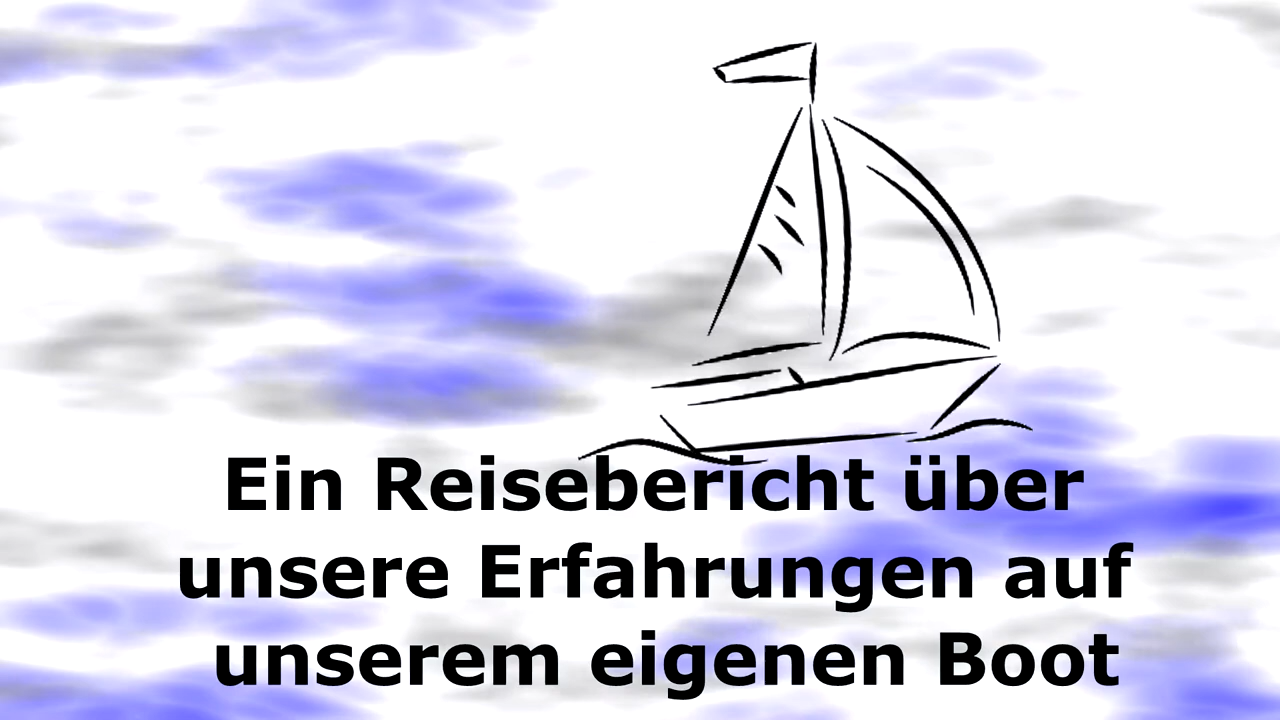 Ein Reisebericht über
unsere Erfahrungen auf
unserem eigenen Boot